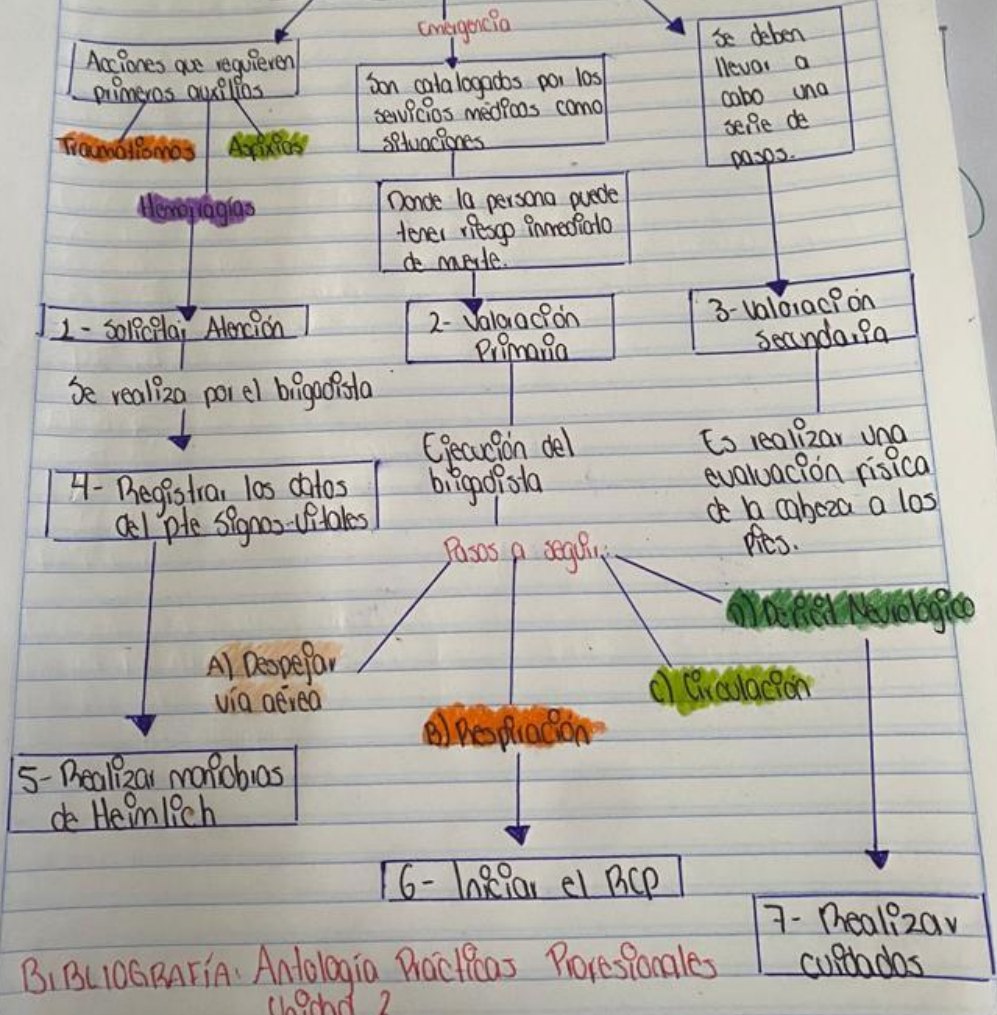 Emergencia
Acciones que requieren
primeros auxilios
Traumatismos
Asfixias
Hemorragias
Son catalogados por los
servicios médicos como
situaciones
Donde la persona puede
tener riesgo inmediato
de muerte.
Se deben
llevar a
cabo una
serie de
pasos.
1- Solicitar Atención
Se realiza por el brigadista
2- Valoración
Primaria
Ejecución del
brigadista
3- Valoración
Secundaria
Es realizar una
evaluación física
de la cabeza a los
pies.
4- Registrar los datos
del pte Signos-vitales
Pasos a seguir:
A) Despejar
vía aérea
B) Respiración
C) Circulación
D) Deficit Neurologico
5- Realizar maniobras
de Heimlich
6- Iniciar el RCP
7- Realizar
cuidados
BIBLIOGRAFÍA: Antología Prácticas Profesionales
Unidad 2